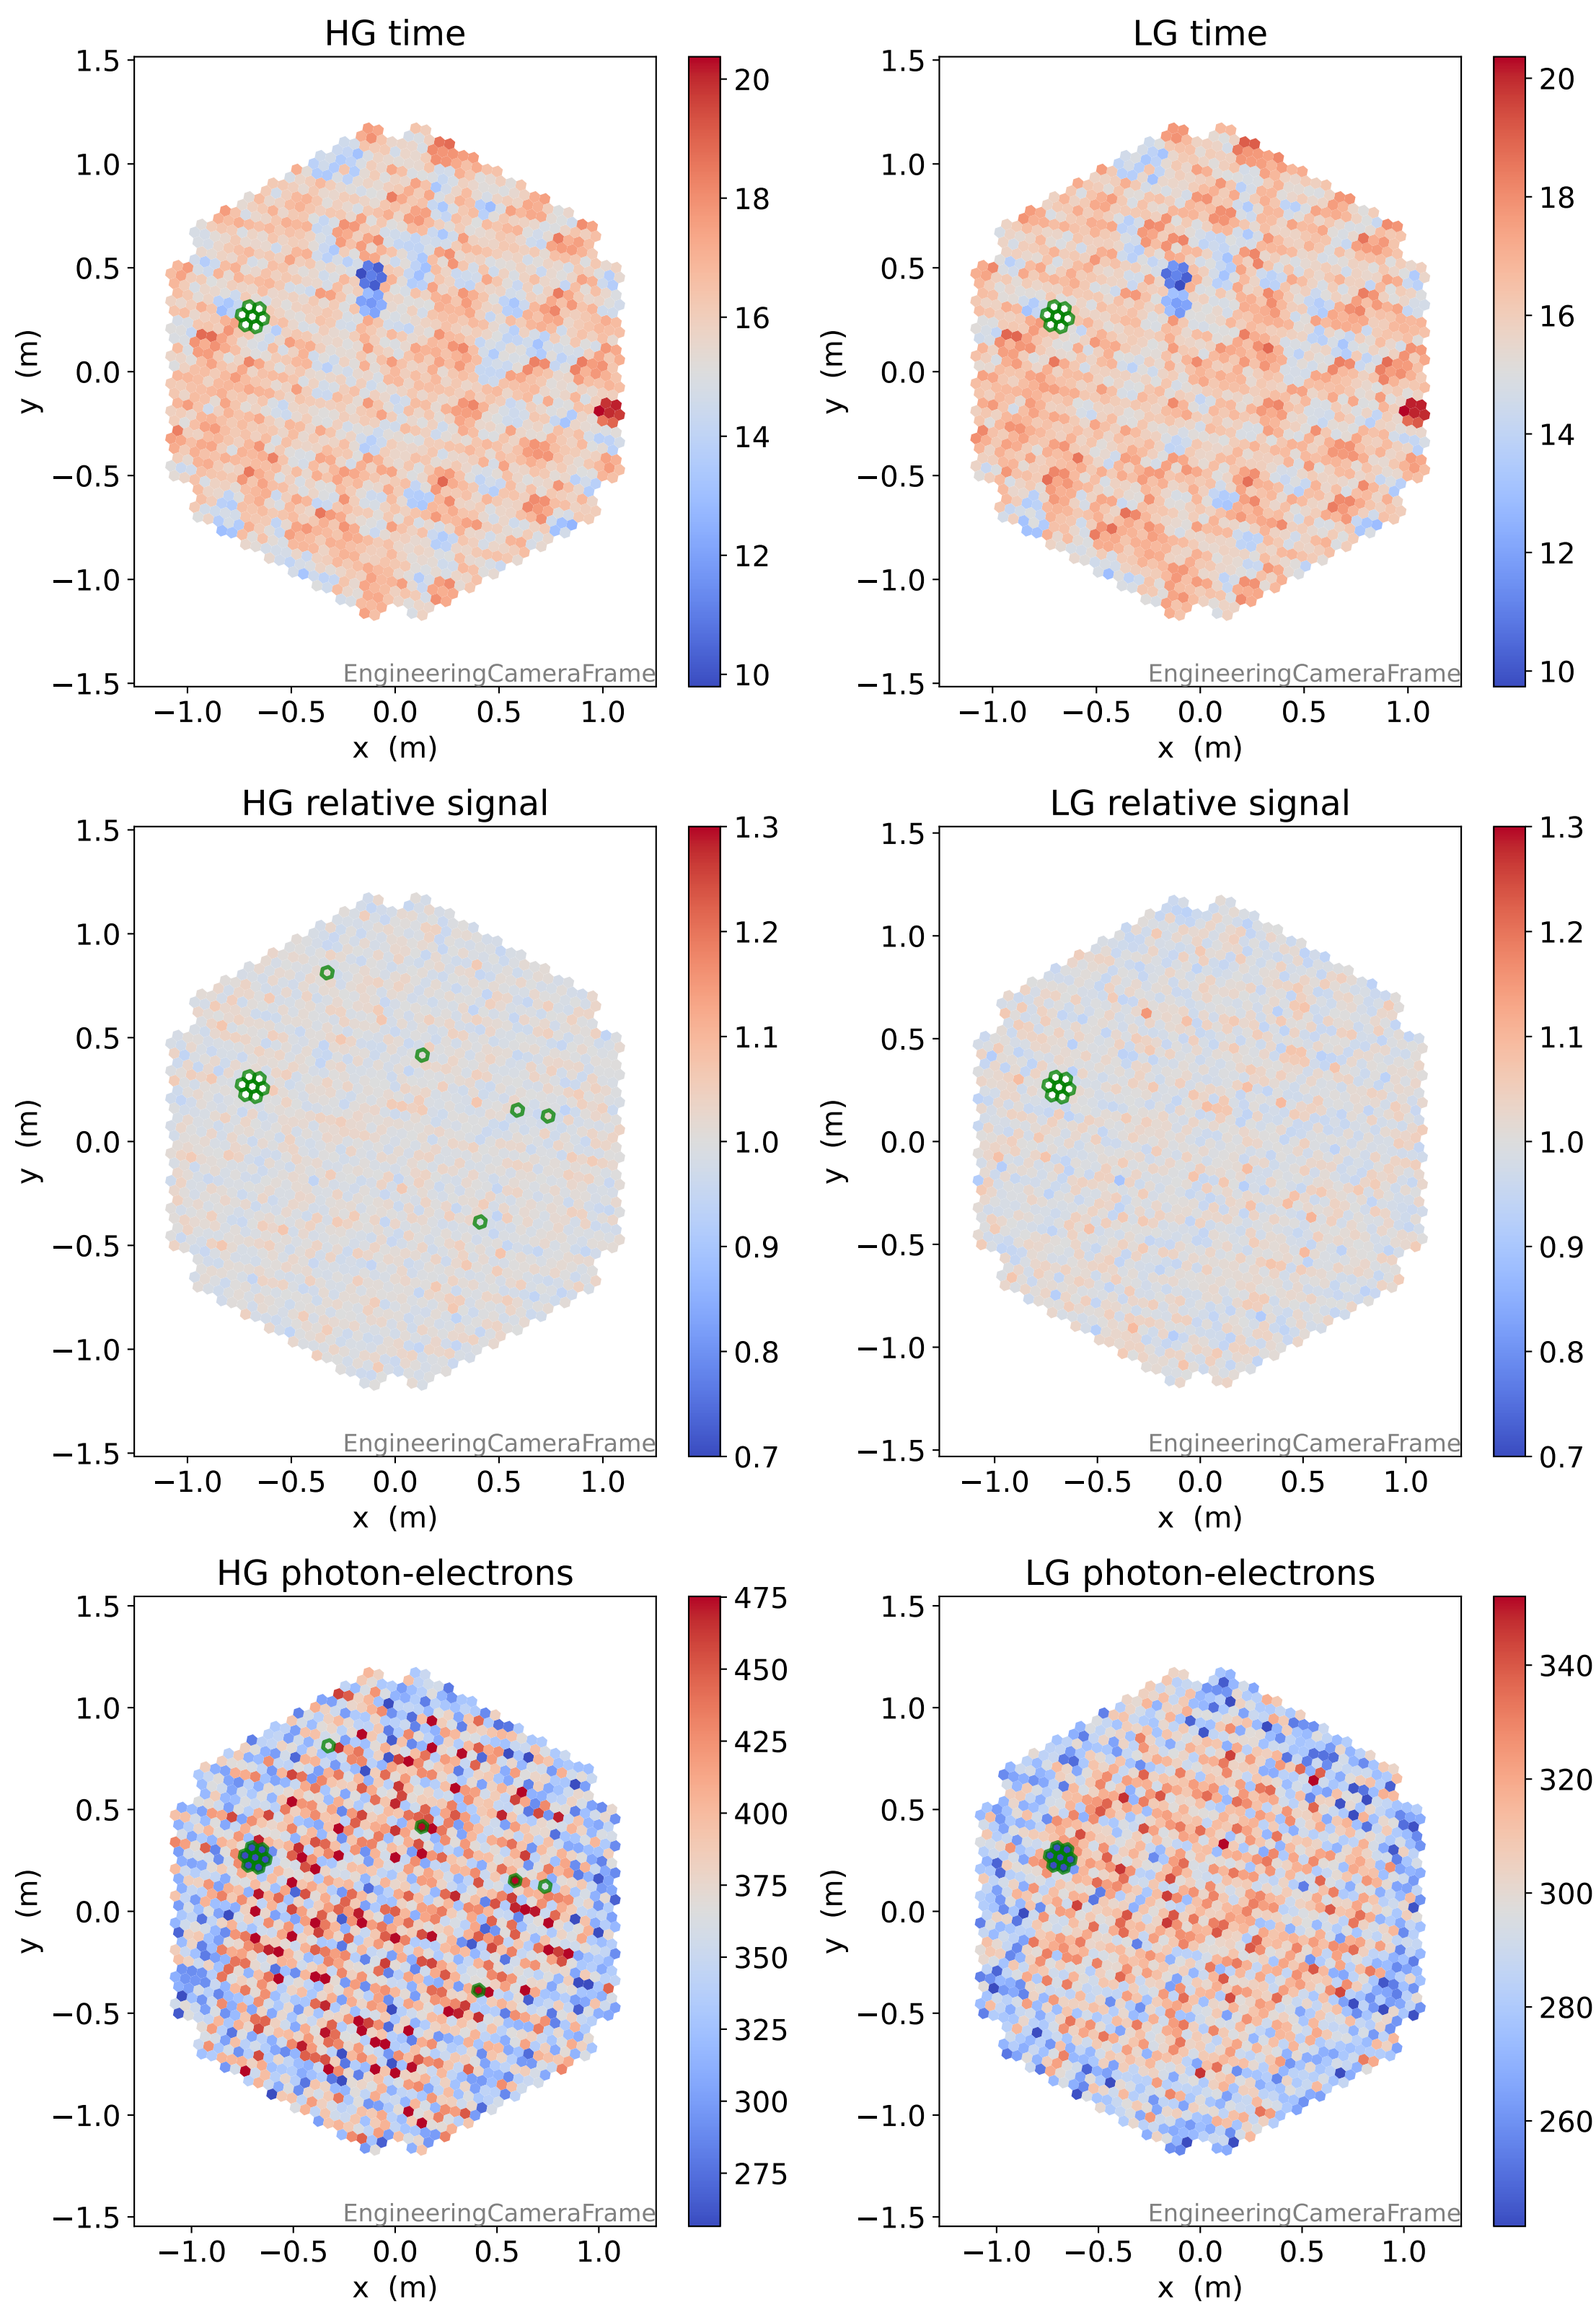 HG time
1.5
1.0
0.5
0.0
−0.5
−1.0
−1.5
y (m)
−1.0 −0.5 0.0 0.5 1.0
x (m)
EngineeringCameraFrame
20
18
16
14
12
10
LG time
1.5
1.0
0.5
0.0
−0.5
−1.0
−1.5
y (m)
−1.0 −0.5 0.0 0.5 1.0
x (m)
EngineeringCameraFrame
20
18
16
14
12
10
HG relative signal
1.5
1.0
0.5
0.0
−0.5
−1.0
−1.5
y (m)
−1.0 −0.5 0.0 0.5 1.0
x (m)
EngineeringCameraFrame
1.3
1.2
1.1
1.0
0.9
0.8
0.7
LG relative signal
1.5
1.0
0.5
0.0
−0.5
−1.0
−1.5
y (m)
−1.0 −0.5 0.0 0.5 1.0
x (m)
EngineeringCameraFrame
1.3
1.2
1.1
1.0
0.9
0.8
0.7
HG photon-electrons
1.5
1.0
0.5
0.0
−0.5
−1.0
−1.5
y (m)
−1.0 −0.5 0.0 0.5 1.0
x (m)
EngineeringCameraFrame
475
450
425
400
375
350
325
300
275
LG photon-electrons
1.5
1.0
0.5
0.0
−0.5
−1.0
−1.5
y (m)
−1.0 −0.5 0.0 0.5 1.0
x (m)
EngineeringCameraFrame
340
320
300
280
260